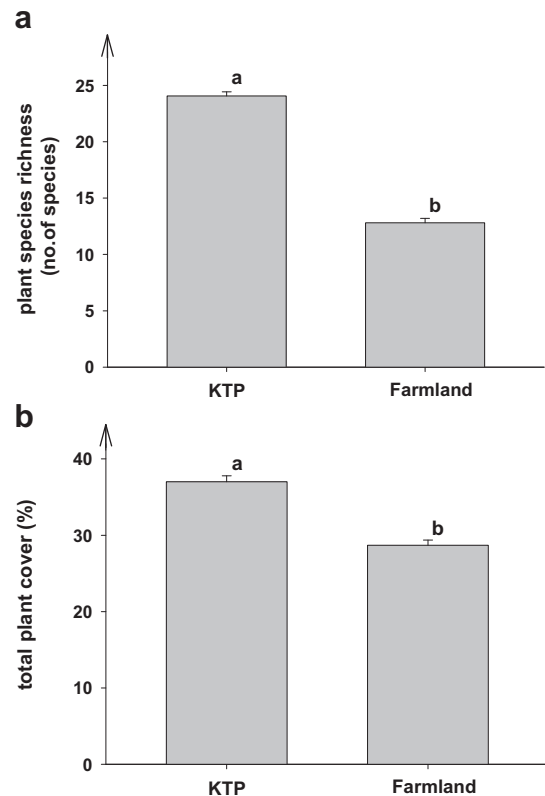 a
plant species richness
(no.of species)
25
20
15
10
5
0
a
b
KTP
Farmland
b
total plant cover (%)
40
30
20
10
0
a
b
KTP
Farmland